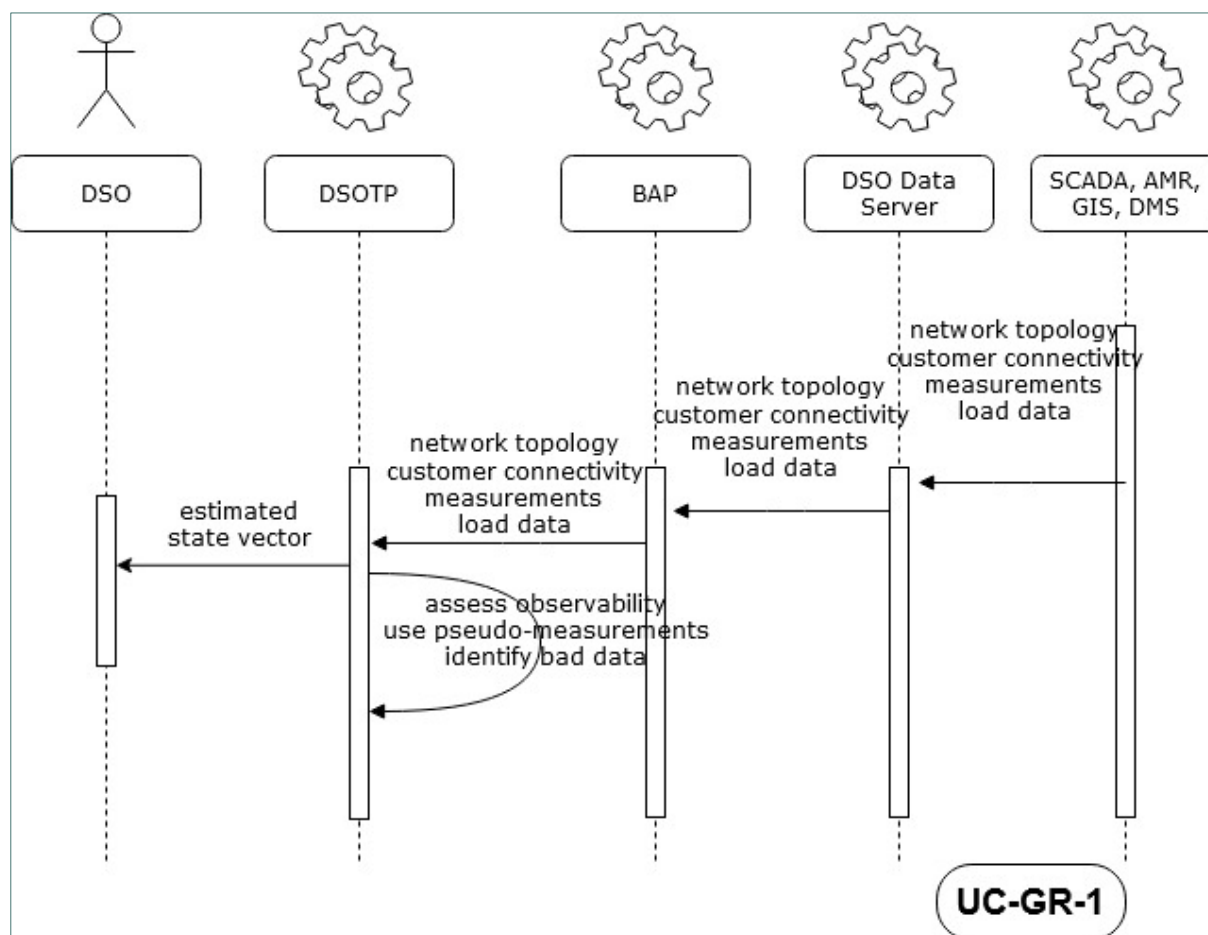 DSO
DSOTP
BAP
DSO Data
Server
SCADA, AMR,
GIS, DMS
network topology
customer connectivity
measurements
load data
network topology
customer connectivity
measurements
load data
network topology
customer connectivity
measurements
load data
estimated
state vector
assess observability
use pseudo-measurements
identify bad data
UC-GR-1